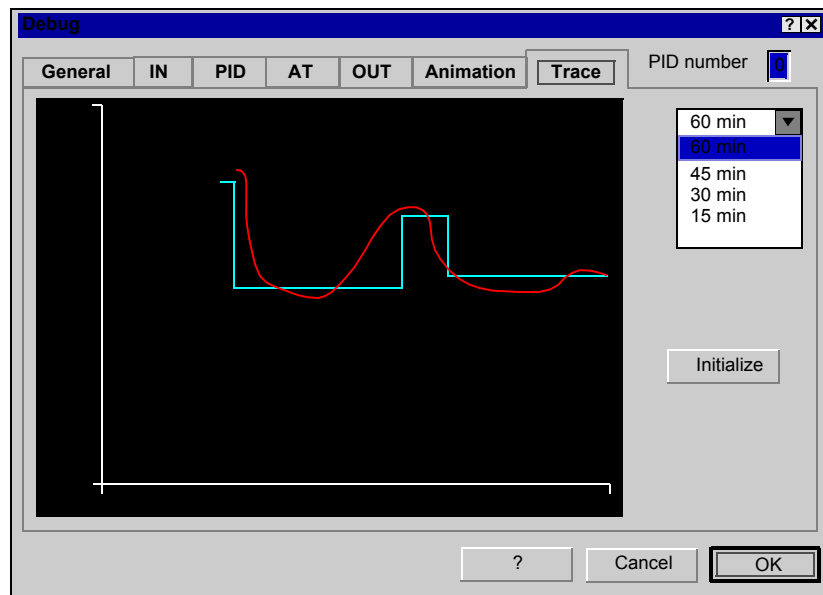 Debug
? X
General IN PID AT OUT Animation Trace PID number 0
60 min
60 min
45 min
30 min
15 min
Initialize
? Cancel OK